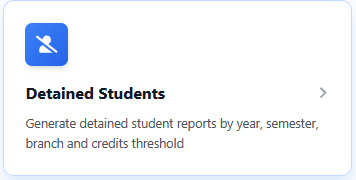 Detained Students
Generate detained student reports by year, semester,
branch and credits threshold